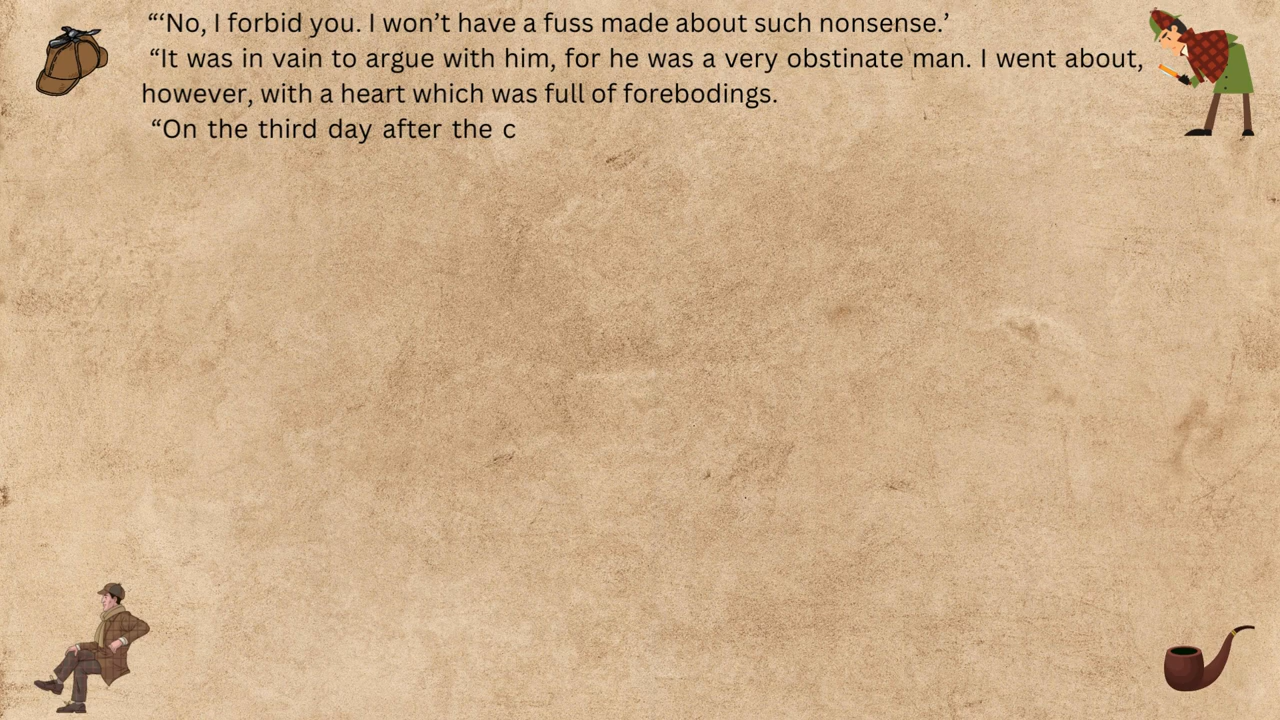 “‘No, I forbid you. I won’t have a fuss made about such nonsense.’
“It was in vain to argue with him, for he was a very obstinate man. I went about,
however, with a heart which was full of forebodings.
“On the third day after the c